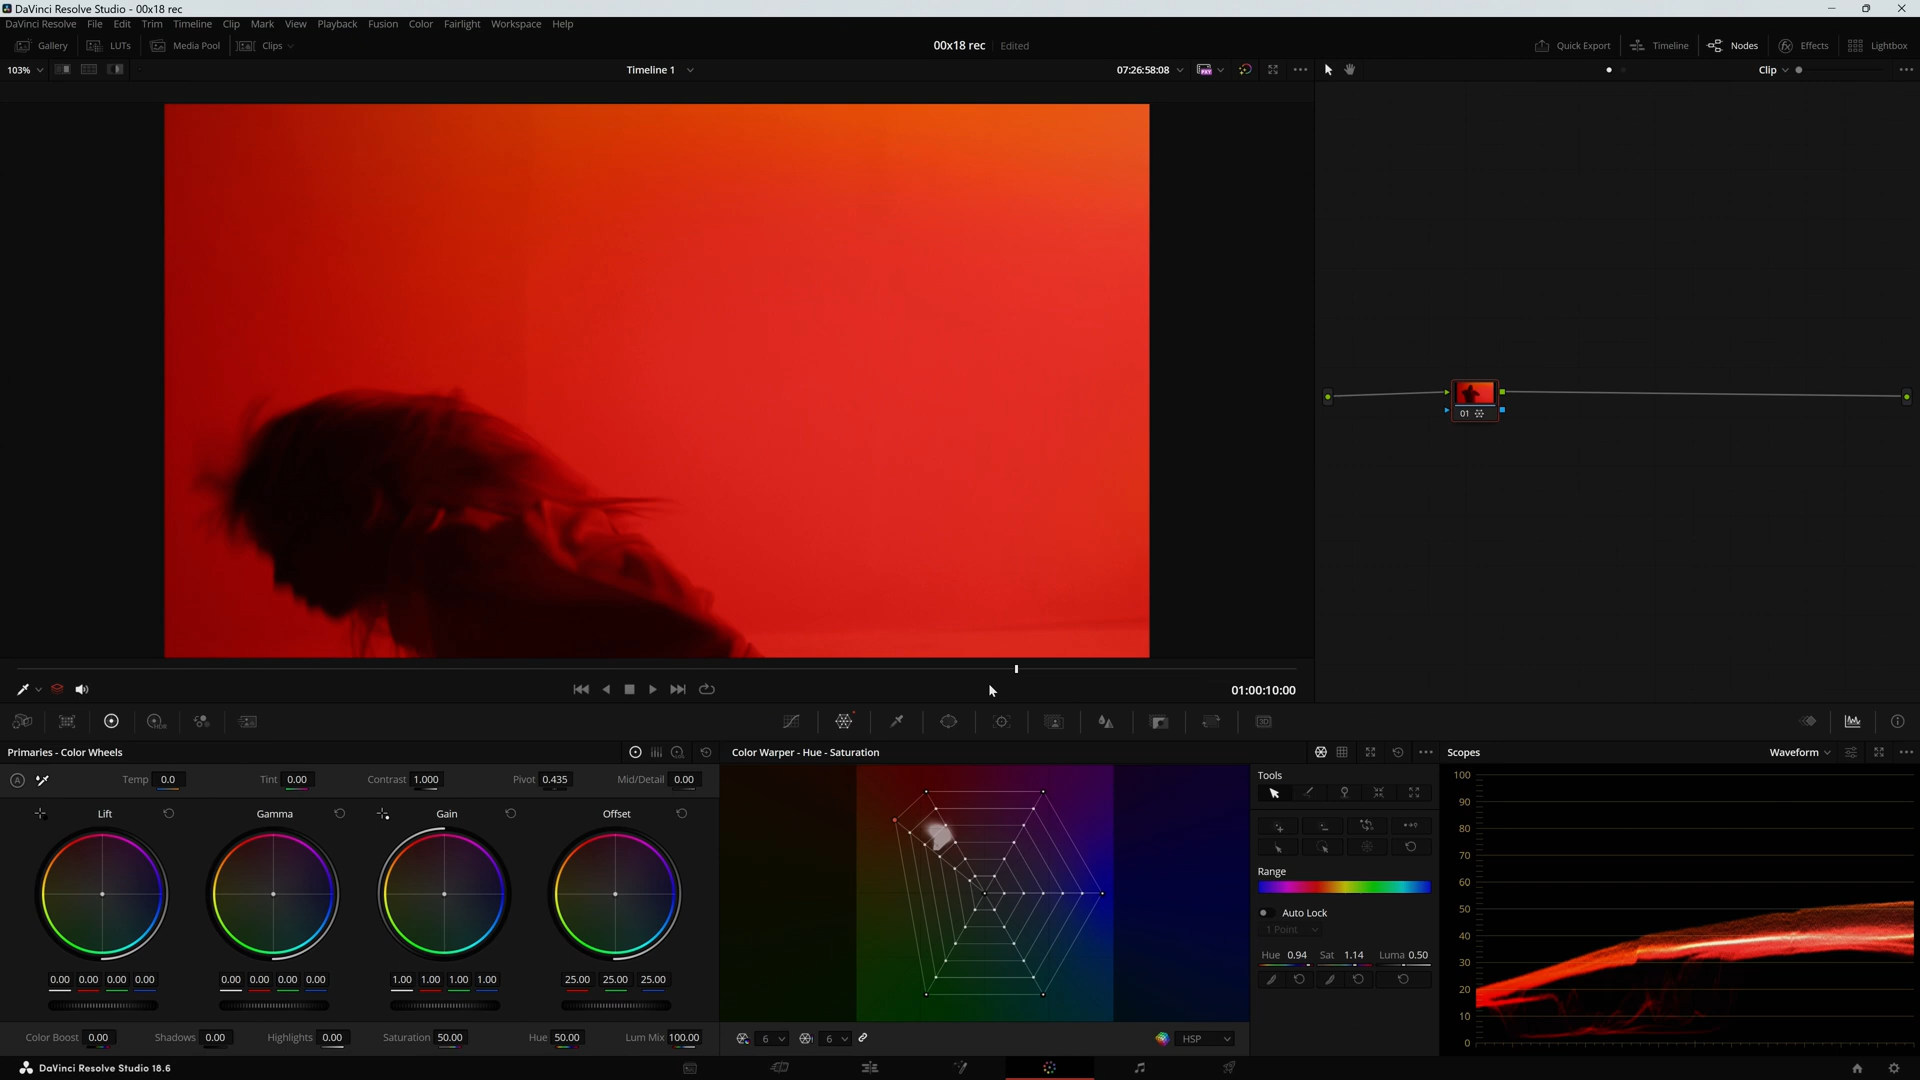 DaVinci Resolve Studio - 00x18 rec
DaVinci Resolve File Edit Trim Timeline Clip Mark View Playback Fusion Color Fairlight Workspace Help
Gallery LUTs Media Pool Clips 00x18 rec Edited Quick Export Timeline Nodes Effects Lightbox
103% Timeline 1 07:26:58:08 Clip
01
01:00:10:00
Primaries - Color Wheels Color Warper - Hue - Saturation Scopes Waveform
Temp 0.0 Tint 0.00 Contrast 1.000 Pivot 0.435 Mid/Detail 0.00
Lift Gamma Gain Offset
0.00 0.00 0.00 0.00 0.00 0.00 0.00 0.00 1.00 1.00 1.00 1.00 25.00 25.00 25.00
Color Boost 0.00 Shadows 0.00 Highlights 0.00 Saturation 50.00 Hue 50.00 Lum Mix 100.00
6 6 HSP
Tools
Range
Auto Lock
1 Point
Hue 0.94 Sat 1.14 Luma 0.50
100
90
80
70
60
50
40
30
20
10
0
DaVinci Resolve Studio 18.6